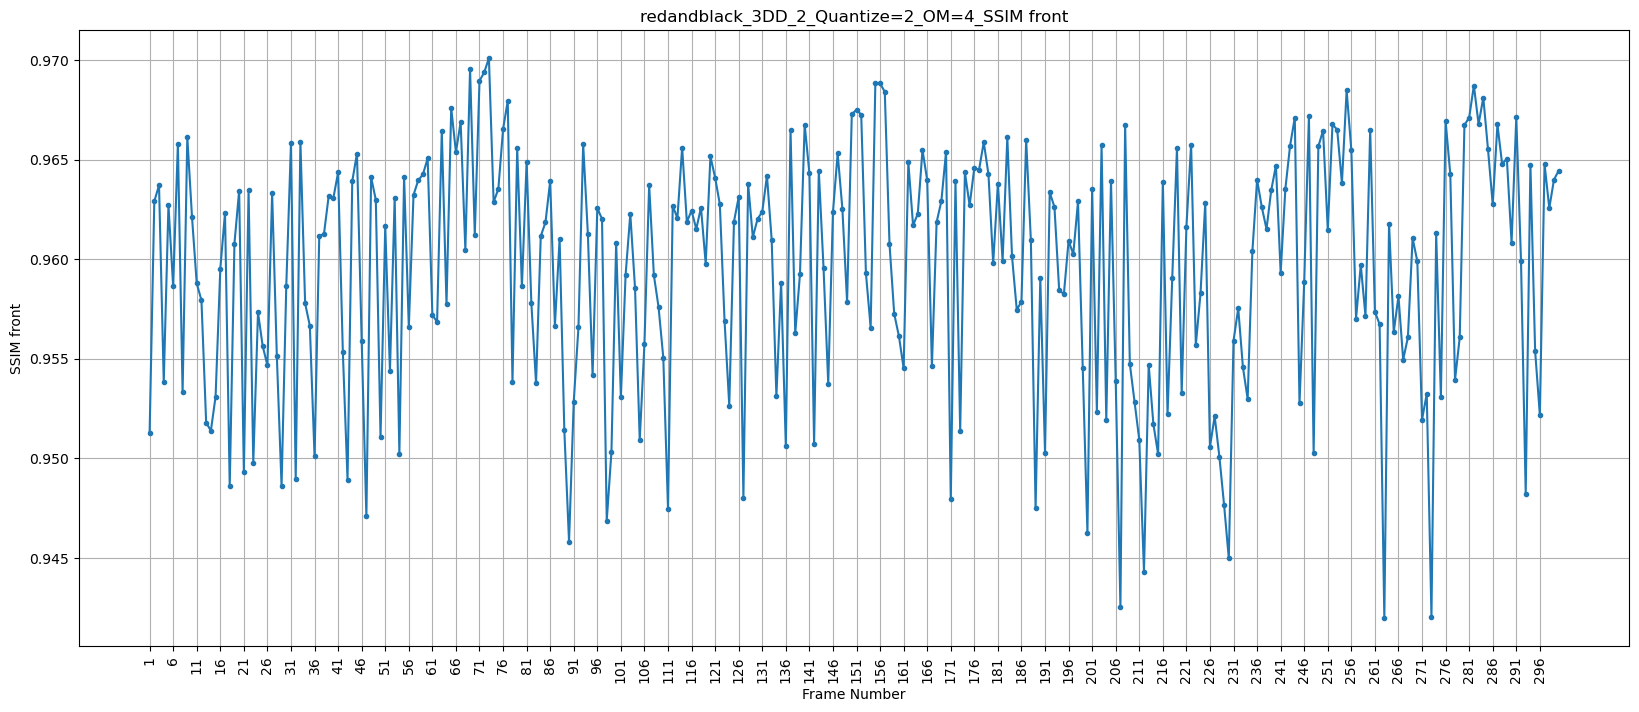 redandblack_3DD_2_Quantize=2_OM=4_SSIM front
0.970
0.965
0.960
0.955
0.950
0.945
SSIM front
1 6 11 16 21 26 31 36 41 46 51 56 61 66 71 76 81 86 91 96 101 106 111 116 121 126 131 136 141 146 151 156 161 166 171 176 181 186 191 196 201 206 211 216 221 226 231 236 241 246 251 256 261 266 271 276 281 286 291 296
Frame Number